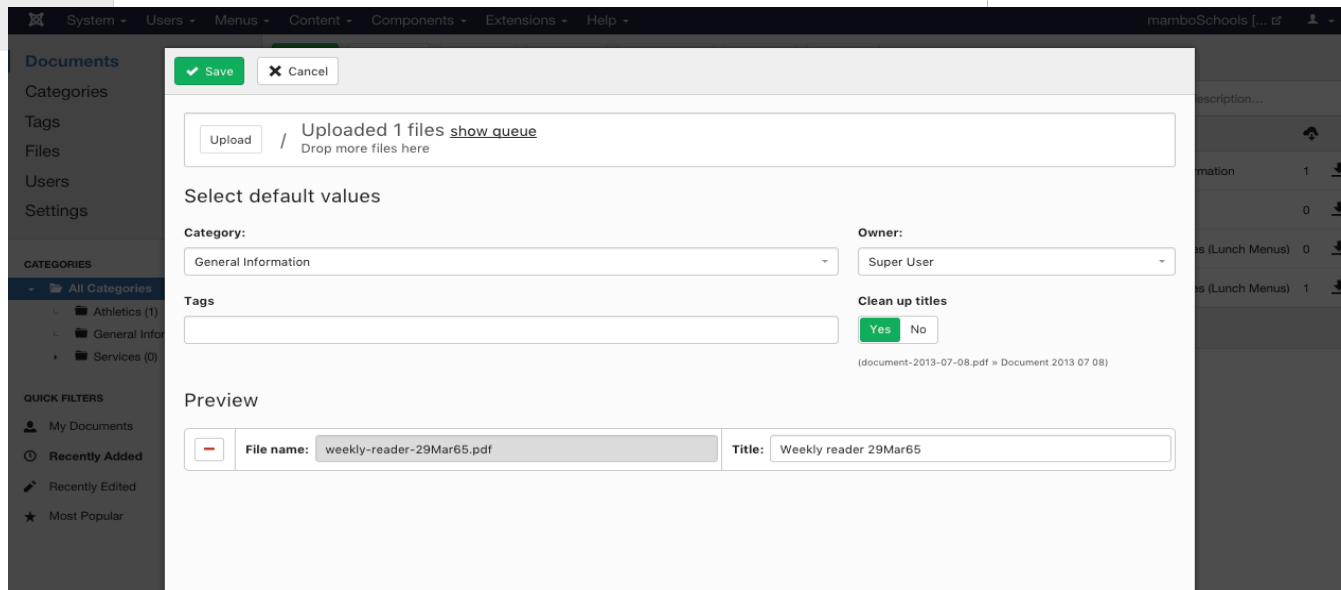 System Users Menus Content Components Extensions Help mamboSchools [...
Documents
Categories
Tags
Files
Users
Settings
CATEGORIES
All Categories
Athletics (1)
General Infor
Services (0)
QUICK FILTERS
My Documents
Recently Added
Recently Edited
Most Popular
Save Cancel
Upload / Uploaded 1 files show queue
Drop more files here
Select default values
Category:
General Information
Owner:
Super User
Tags
Clean up titles
Yes No
(document-2013-07-08.pdf » Document 2013 07 08)
Preview
File name: weekly-reader-29Mar65.pdf Title: Weekly reader 29Mar65
escription...
rmation 1
0
es (Lunch Menus) 0
es (Lunch Menus) 1